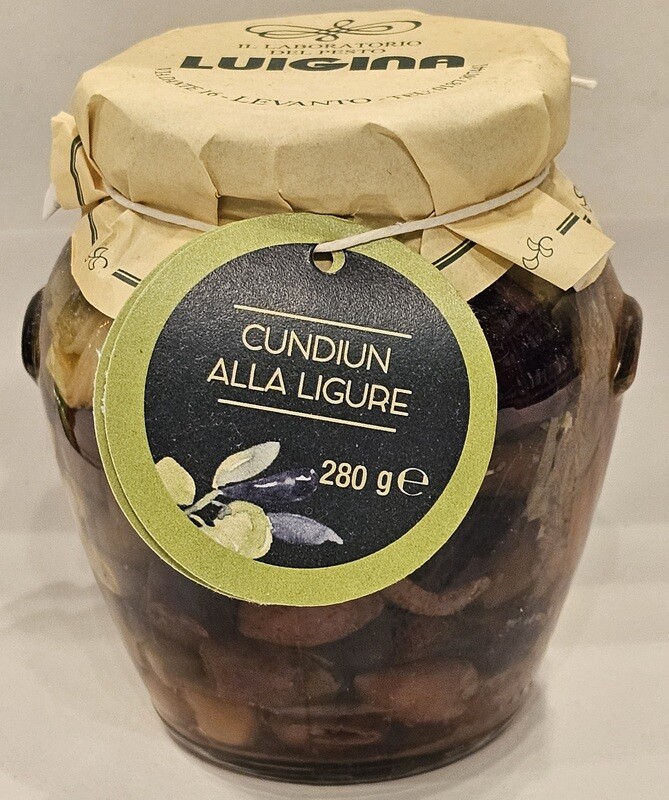 IL LABORATORIO
DEL PESTO
LUIGINA
- LEVANTO -
CUNDIUN
ALLA LIGURE
280 g ℮